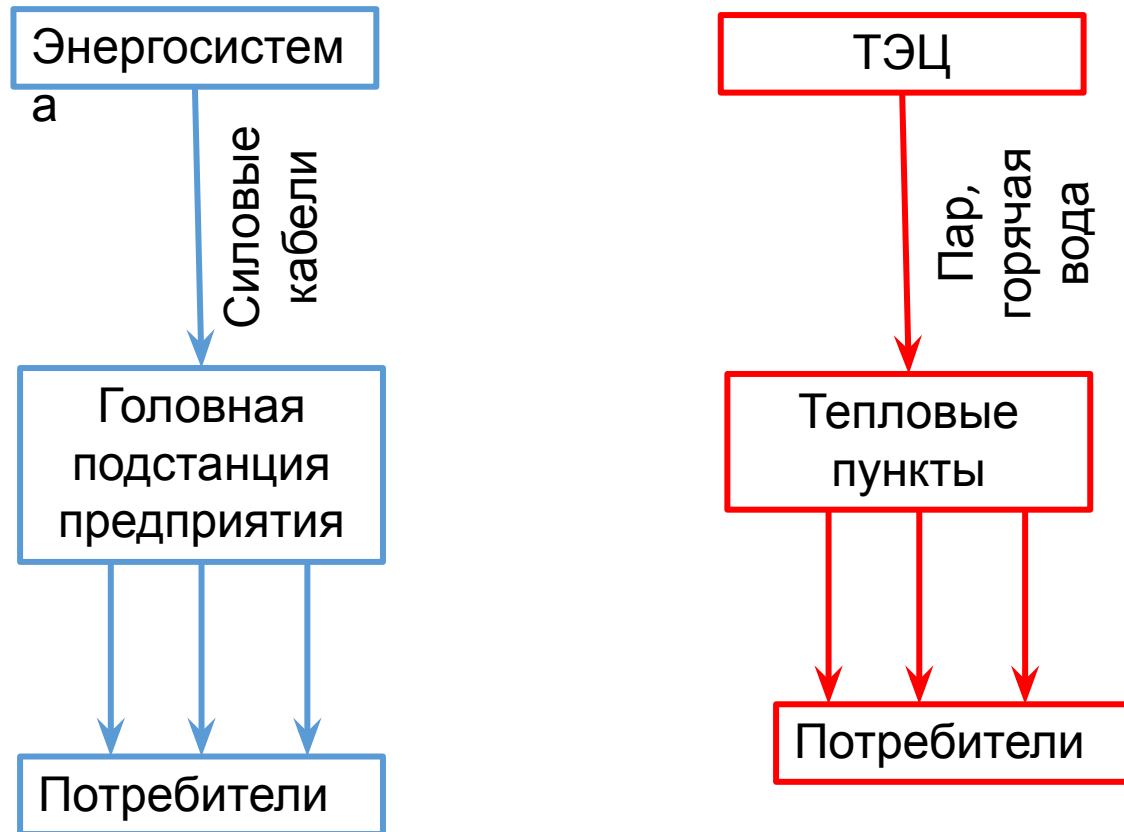 Энергосистем
а
Силовые
кабели
Головная
подстанция
предприятия
Потребители
ТЭЦ
Пар,
горячая
вода
Тепловые
пункты
Потребители